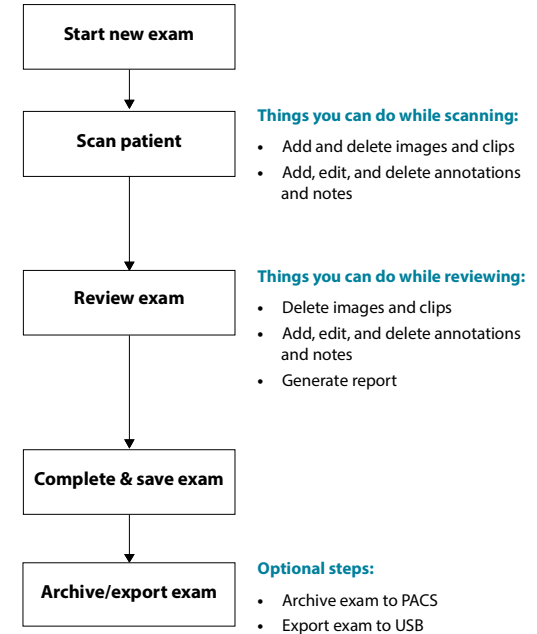 Start new exam
Things you can do while scanning:
Scan patient
• Add and delete images and clips
• Add, edit, and delete annotations
and notes
Things you can do while reviewing:
Review exam
• Delete images and clips
• Add, edit, and delete annotations
and notes
• Generate report
Complete & save exam
Optional steps:
Archive/export exam
• Archive exam to PACS
• Export exam to USB